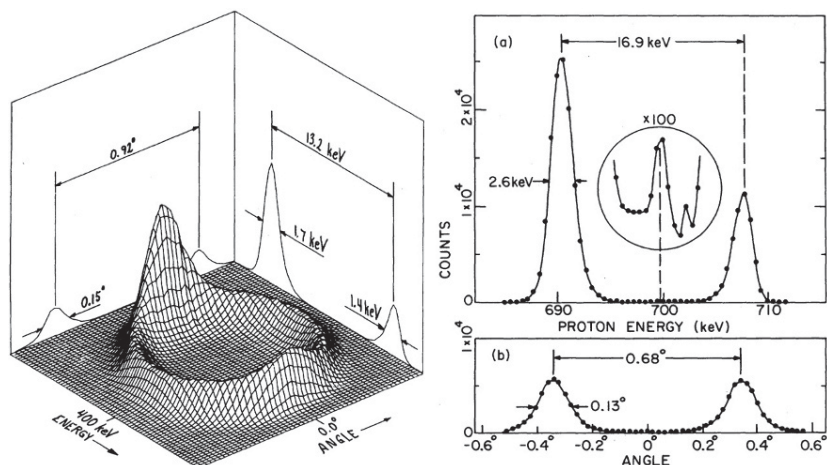 0.92°
13.2 keV
1.7 keV
0.15°
1.4 keV
400 keV
ENERGY
0.0°
ANGLE
(a)
16.9 keV
×100
2.6 keV
COUNTS
2×10⁴
1×10⁴
0
690
700
710
PROTON ENERGY (keV)
(b)
1×10⁴
0.68°
0.13°
0
-0.6°
-0.4°
-0.2°
0°
0.2°
0.4°
0.6°
ANGLE